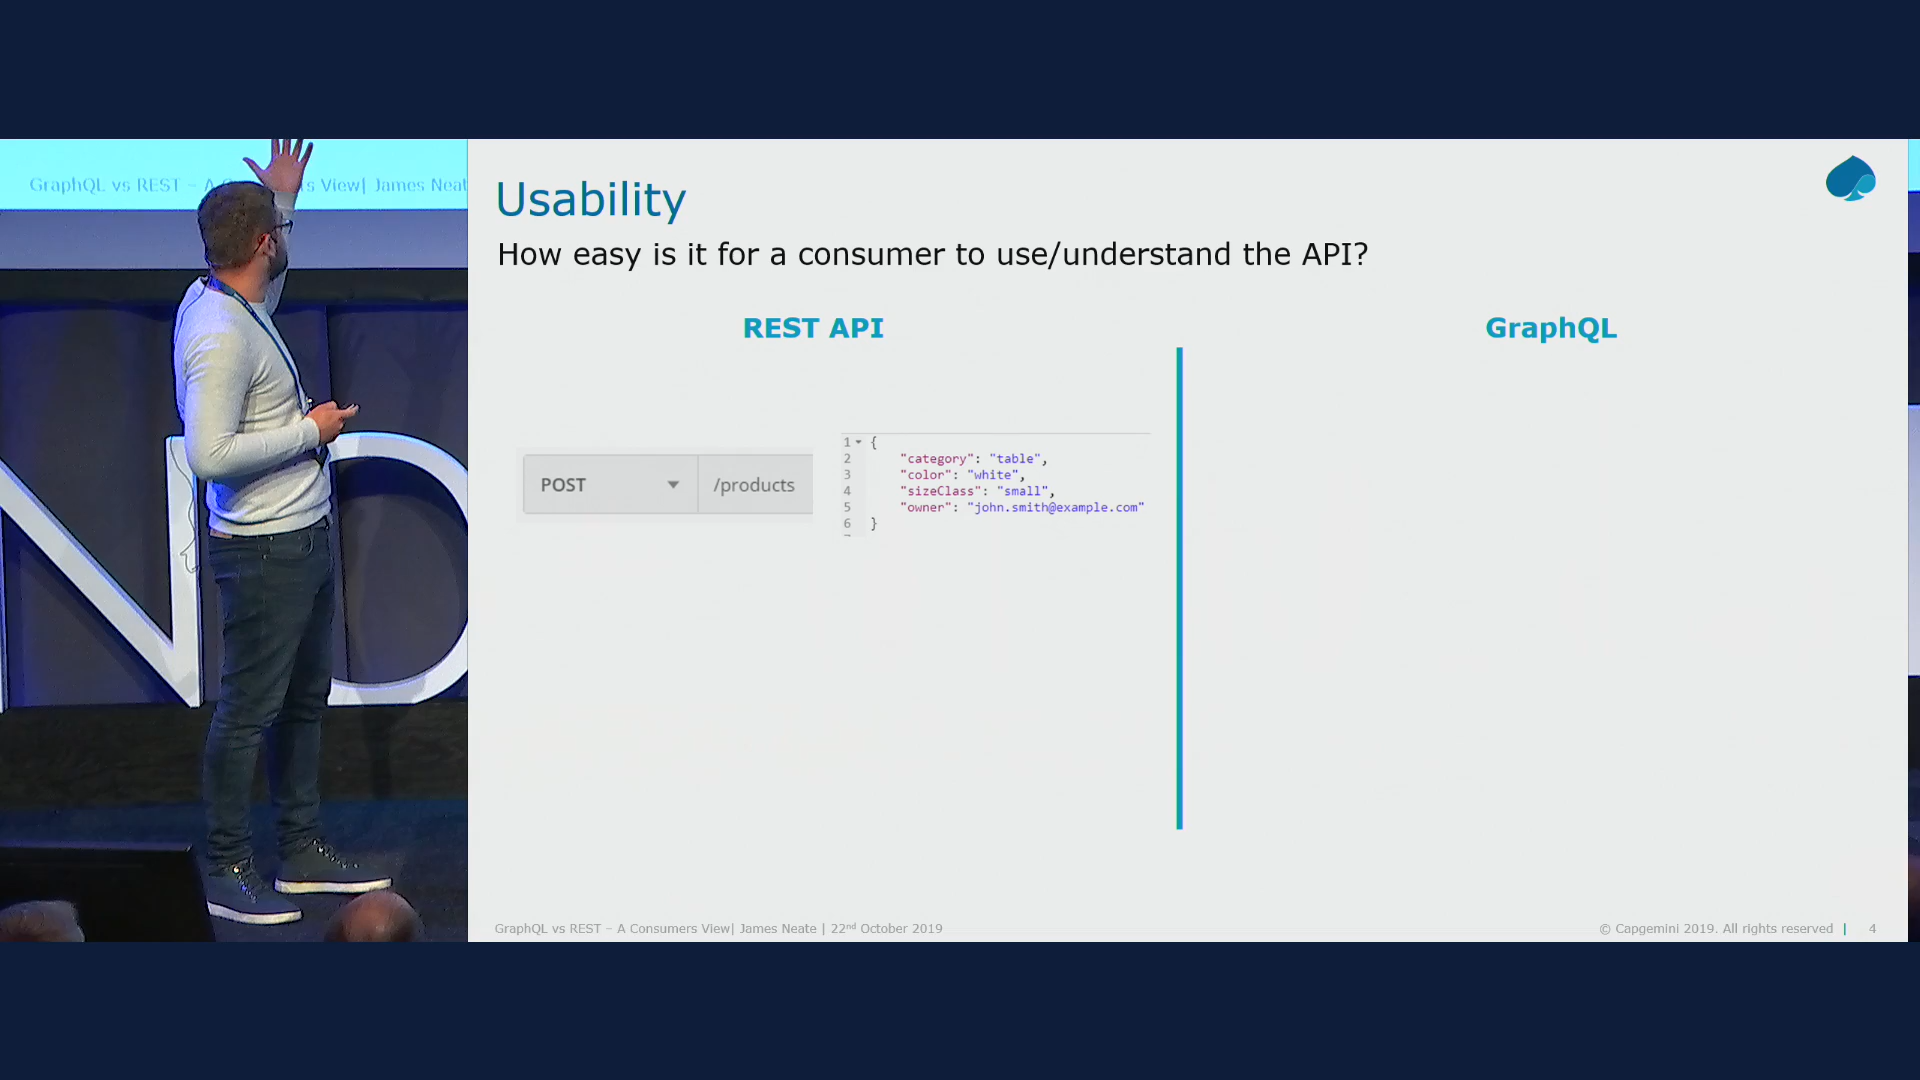 GraphQL vs REST – A
rs View| James Neat
ND
Usability
How easy is it for a consumer to use/understand the API?
REST API
GraphQL
POST
/products
1 {
2 "category": "table",
3 "color": "white",
4 "sizeClass": "small",
5 "owner": "john.smith@example.com"
6 }
GraphQL vs REST – A Consumers View| James Neate | 22nd October 2019
© Capgemini 2019. All rights reserved | 4